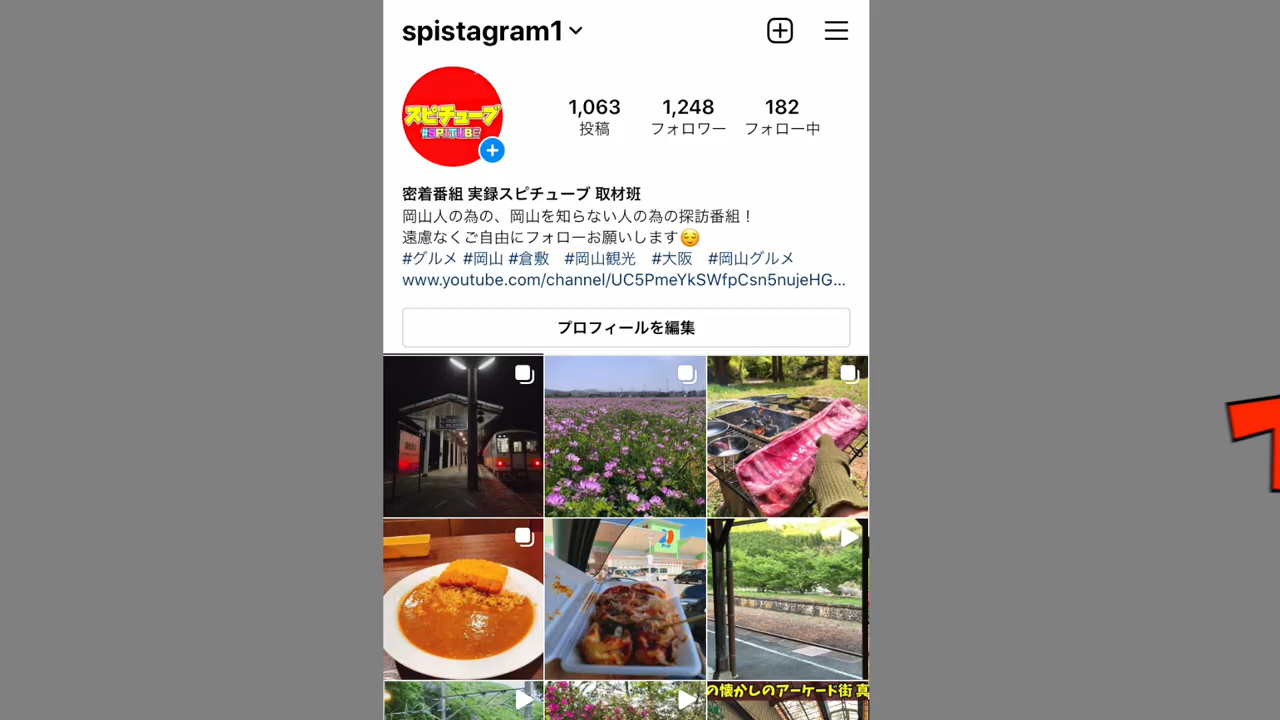 spistagram1
スピチューブ
#SPITUBE
1,063
投稿
1,248
フォロワー
182
フォロー中
密着番組 実録スピチューブ 取材班
岡山人の為の、岡山を知らない人の為の探訪番組！
遠慮なくご自由にフォローお願いします😌
#グルメ #岡山 #倉敷　#岡山観光　#大阪　#岡山グルメ
www.youtube.com/channel/UC5PmeYkSWfpCsn5nujeHG...
プロフィールを編集
の懐かしのアーケード街 真